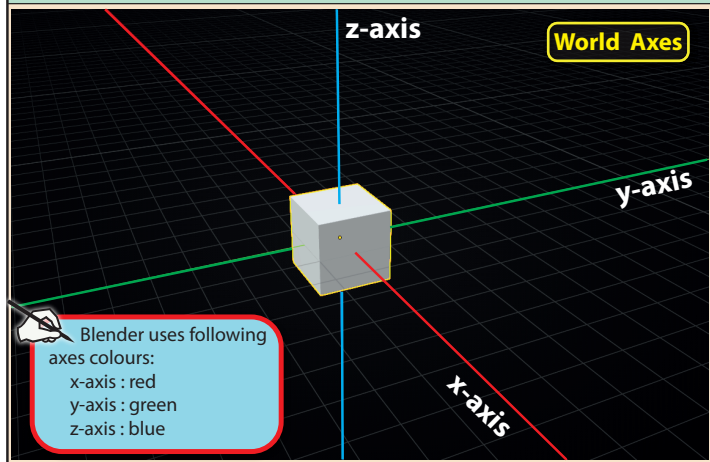 z-axis
World Axes
y-axis
Blender uses following
axes colours:
x-axis : red
y-axis : green
z-axis : blue
x-axis